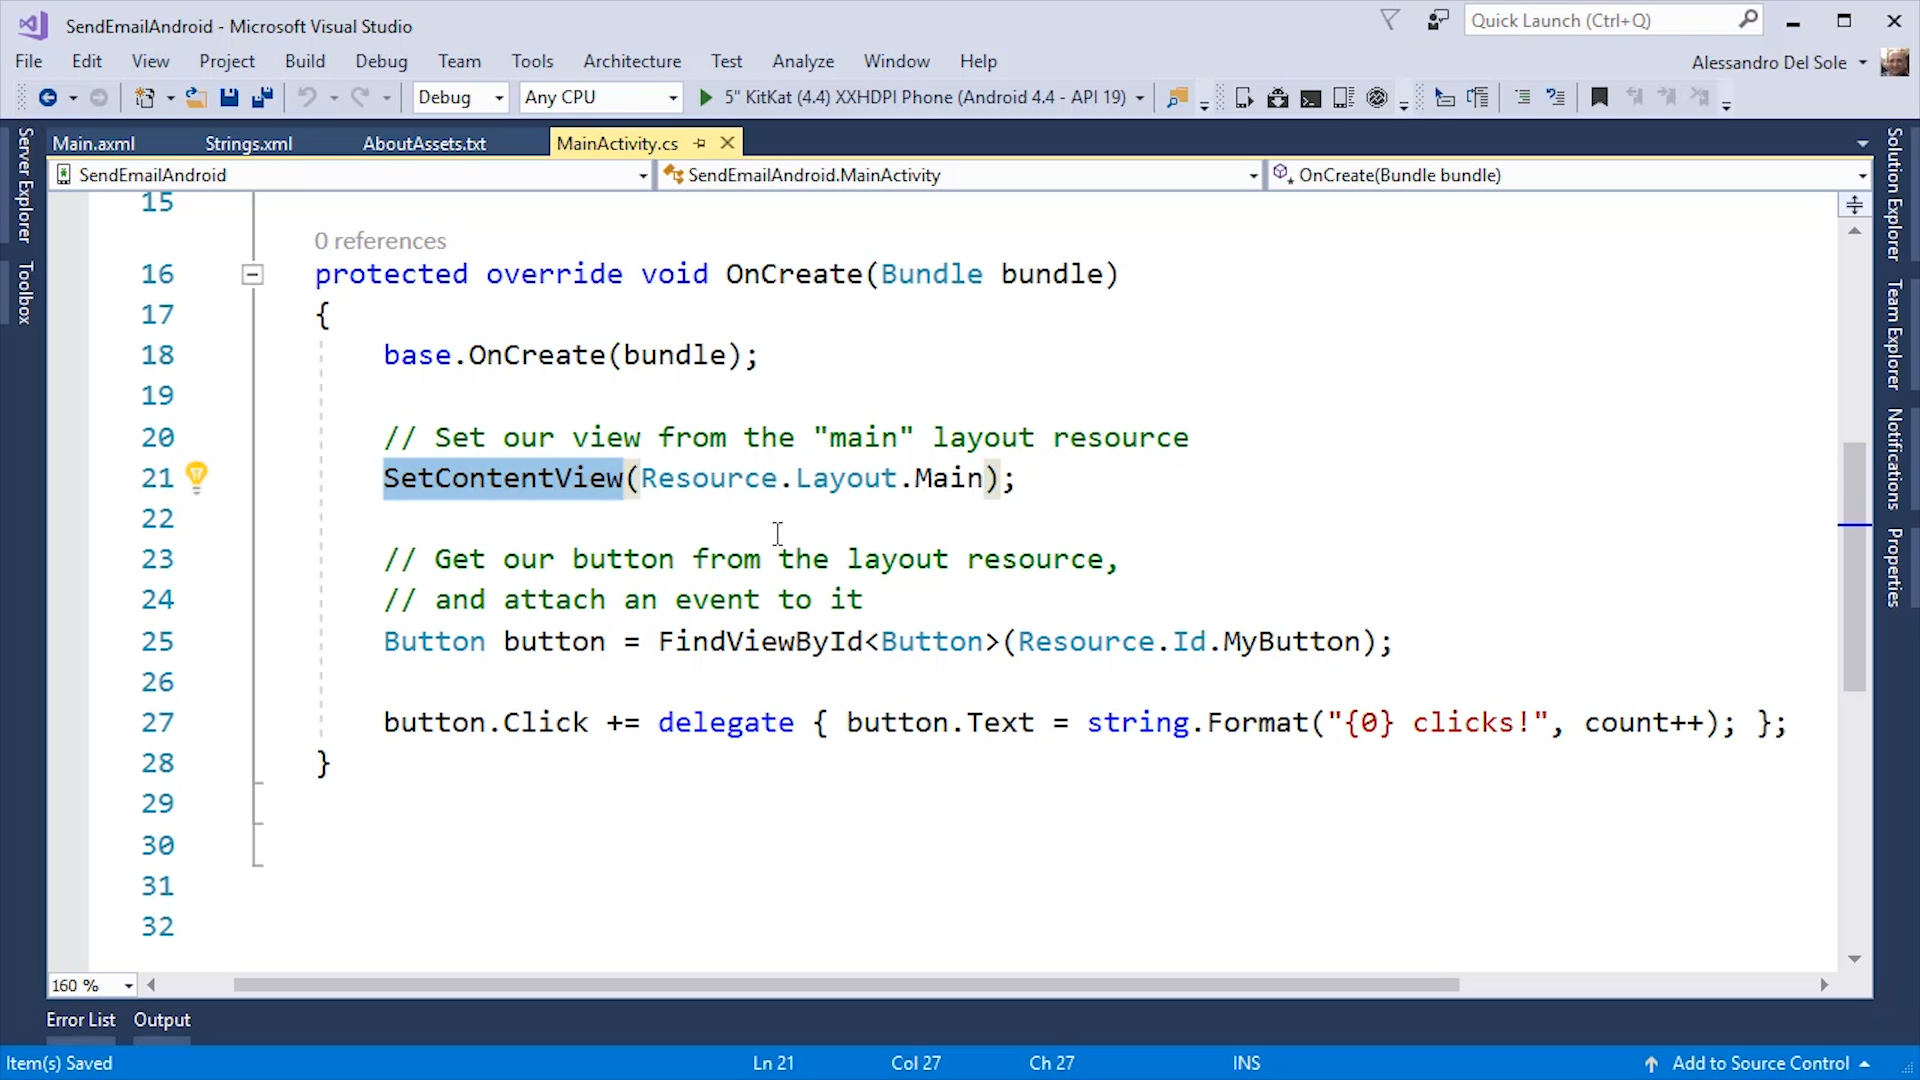 SendEmailAndroid - Microsoft Visual Studio
Quick Launch (Ctrl+Q)
File Edit View Project Build Debug Team Tools Architecture Test Analyze Window Help
Alessandro Del Sole
Debug Any CPU 5" KitKat (4.4) XXHDPI Phone (Android 4.4 - API 19)
Main.axml Strings.xml AboutAssets.txt MainActivity.cs
SendEmailAndroid SendEmailAndroid.MainActivity OnCreate(Bundle bundle)
Server Explorer
Toolbox
15
0 references
16 protected override void OnCreate(Bundle bundle)
17 {
18 base.OnCreate(bundle);
19
20 // Set our view from the "main" layout resource
21 SetContentView(Resource.Layout.Main);
22
23 // Get our button from the layout resource,
24 // and attach an event to it
25 Button button = FindViewById<Button>(Resource.Id.MyButton);
26
27 button.Click += delegate { button.Text = string.Format("{0} clicks!", count++); };
28 }
29
30
31
32
Solution Explorer
Team Explorer
Notifications
Properties
160 %
Error List Output
Item(s) Saved Ln 21 Col 27 Ch 27 INS Add to Source Control